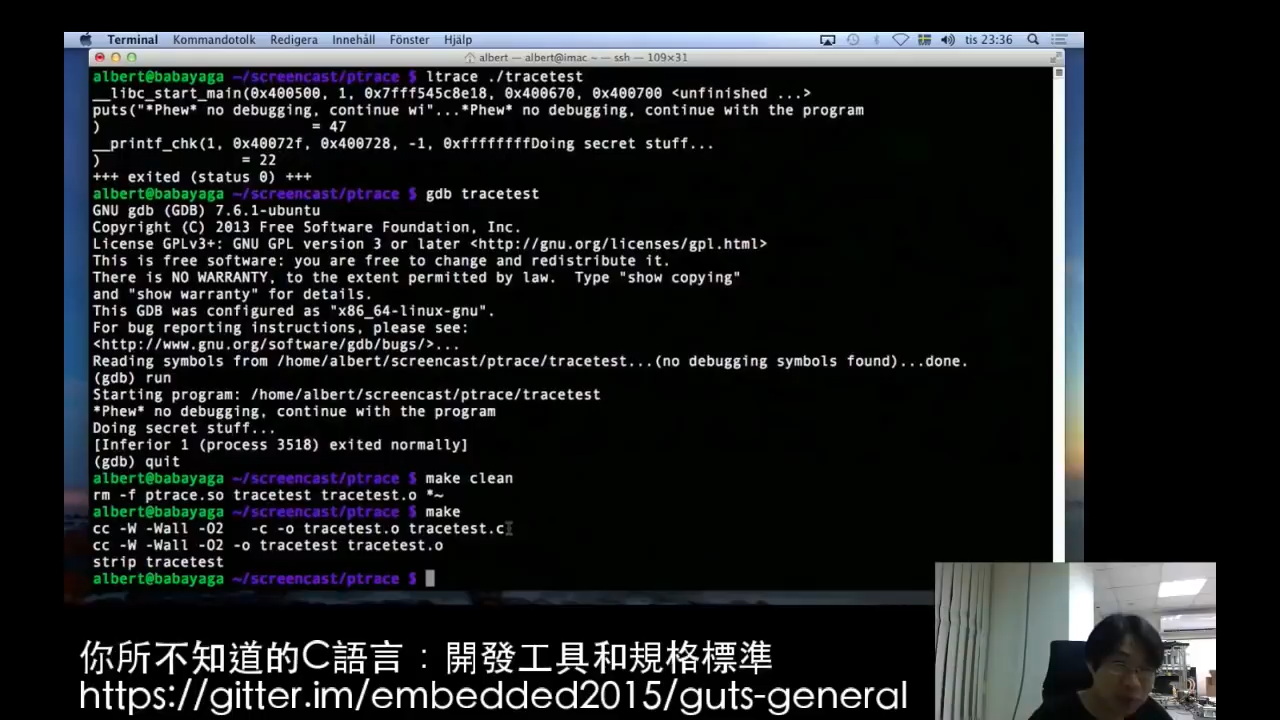 Terminal Kommandotolk Redigera Innehåll Fönster Hjälp tis 23:36
albert — albert@imac ~ — ssh — 109×31
albert@babayaga ~/screencast/ptrace $ ltrace ./tracetest
__libc_start_main(0x400500, 1, 0x7fff545c8e18, 0x400670, 0x400700 <unfinished ...>
puts("*Phew* no debugging, continue wi"...*Phew* no debugging, continue with the program
) = 47
__printf_chk(1, 0x40072f, 0x400728, -1, 0xffffffffDoing secret stuff...
) = 22
+++ exited (status 0) +++
albert@babayaga ~/screencast/ptrace $ gdb tracetest
GNU gdb (GDB) 7.6.1-ubuntu
Copyright (C) 2013 Free Software Foundation, Inc.
License GPLv3+: GNU GPL version 3 or later <http://gnu.org/licenses/gpl.html>
This is free software: you are free to change and redistribute it.
There is NO WARRANTY, to the extent permitted by law.  Type "show copying"
and "show warranty" for details.
This GDB was configured as "x86_64-linux-gnu".
For bug reporting instructions, please see:
<http://www.gnu.org/software/gdb/bugs/>...
Reading symbols from /home/albert/screencast/ptrace/tracetest...(no debugging symbols found)...done.
(gdb) run
Starting program: /home/albert/screencast/ptrace/tracetest
*Phew* no debugging, continue with the program
Doing secret stuff...
[Inferior 1 (process 3518) exited normally]
(gdb) quit
albert@babayaga ~/screencast/ptrace $ make clean
rm -f ptrace.so tracetest tracetest.o *~
albert@babayaga ~/screencast/ptrace $ make
cc -W -Wall -O2   -c -o tracetest.o tracetest.c
cc -W -Wall -O2 -o tracetest tracetest.o
strip tracetest
albert@babayaga ~/screencast/ptrace $
你所不知道的C語言：開發工具和規格標準
https://gitter.im/embedded2015/guts-general